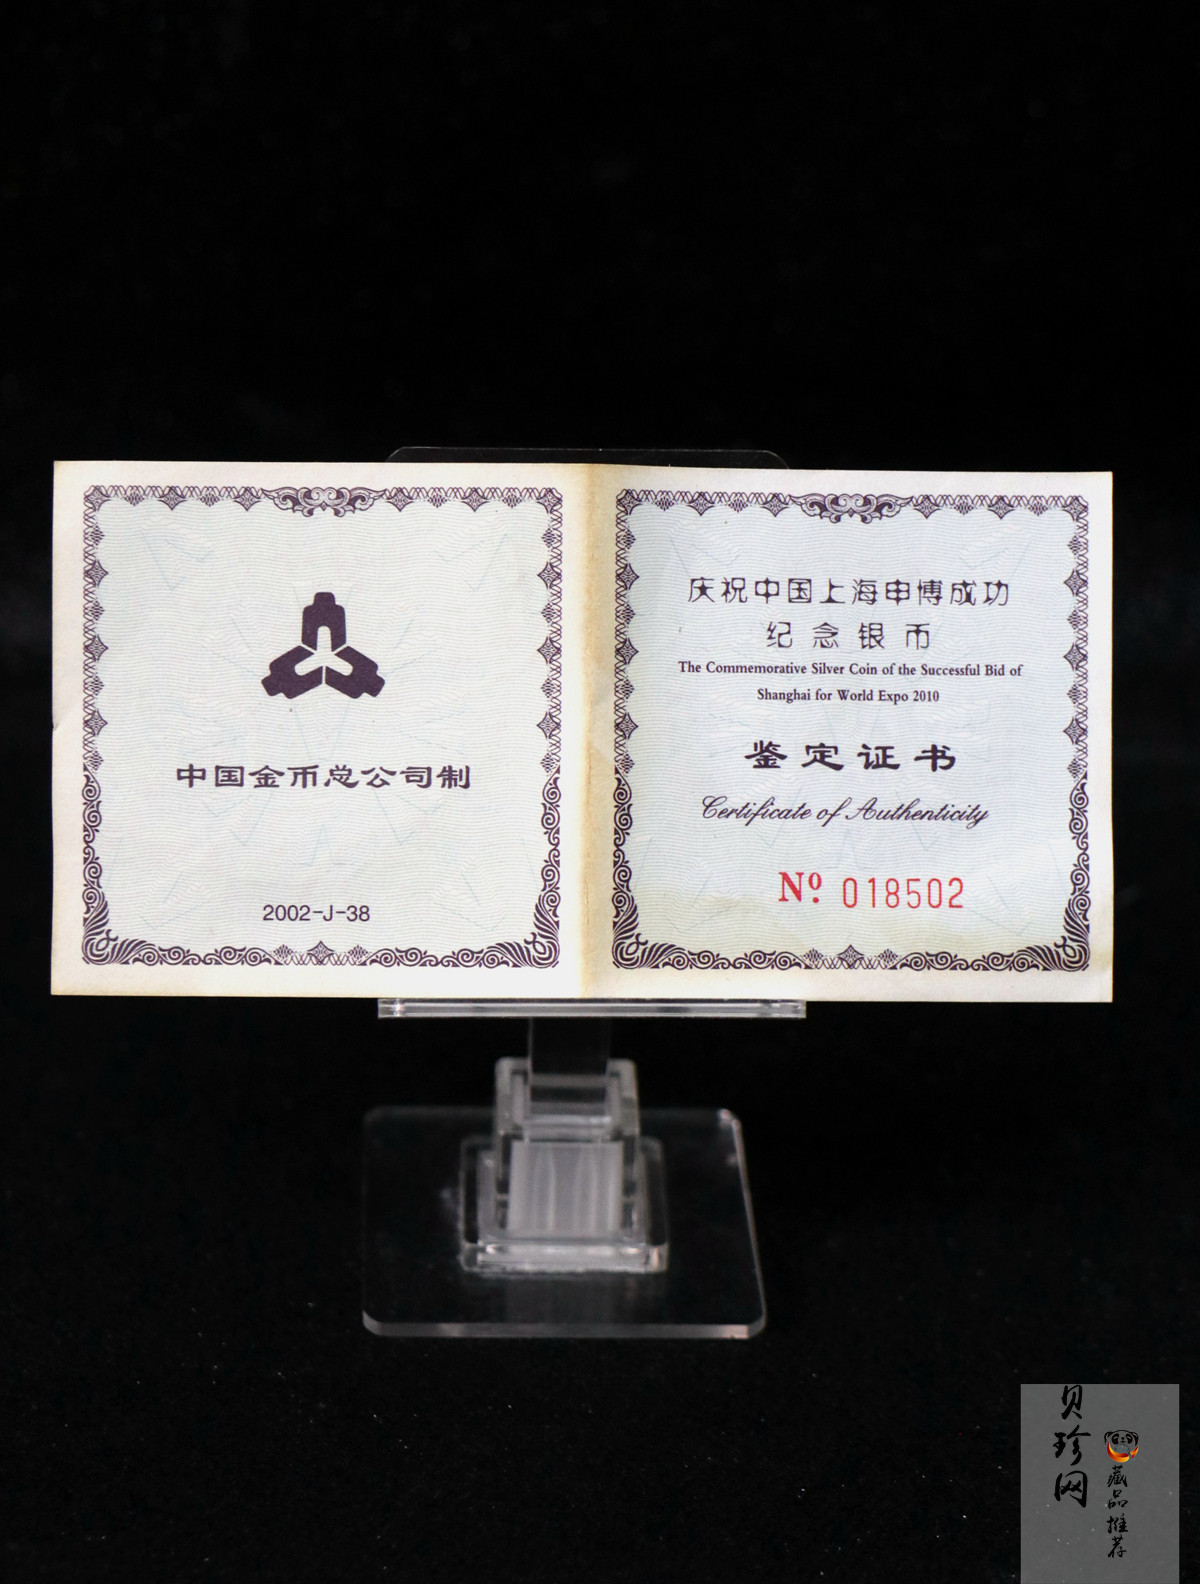 中国金币总公司制
2002-J-38
庆祝中国上海申博成功
纪念银币
The Commemorative Silver Coin of the Successful Bid of
Shanghai for World Expo 2010
鉴定证书
Certificate of Authenticity
Nº 018502
贝珍网
藏品推荐